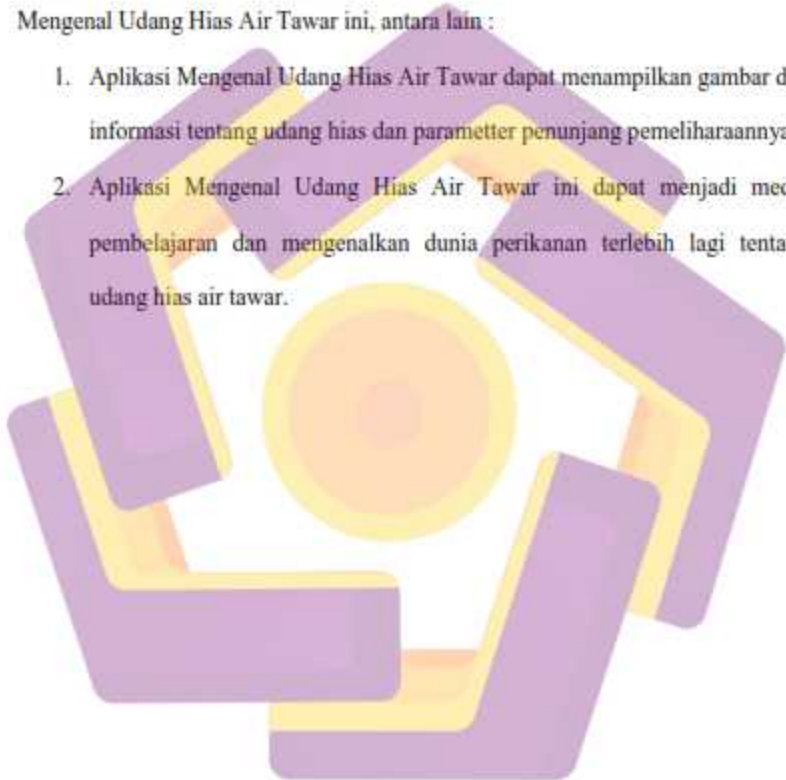 Mengenal Udang Hias Air Tawar ini, antara lain :
1. Aplikasi Mengenal Udang Hias Air Tawar dapat menampilkan gambar d
informasi tentang udang hias dan parametter penunjang pemeliharaannya
2. Aplikasi Mengenal Udang Hias Air Tawar ini dapat menjadi med
pembelajaran dan mengenalkan dunia perikanan terlebih lagi tenta
udang hias air tawar.